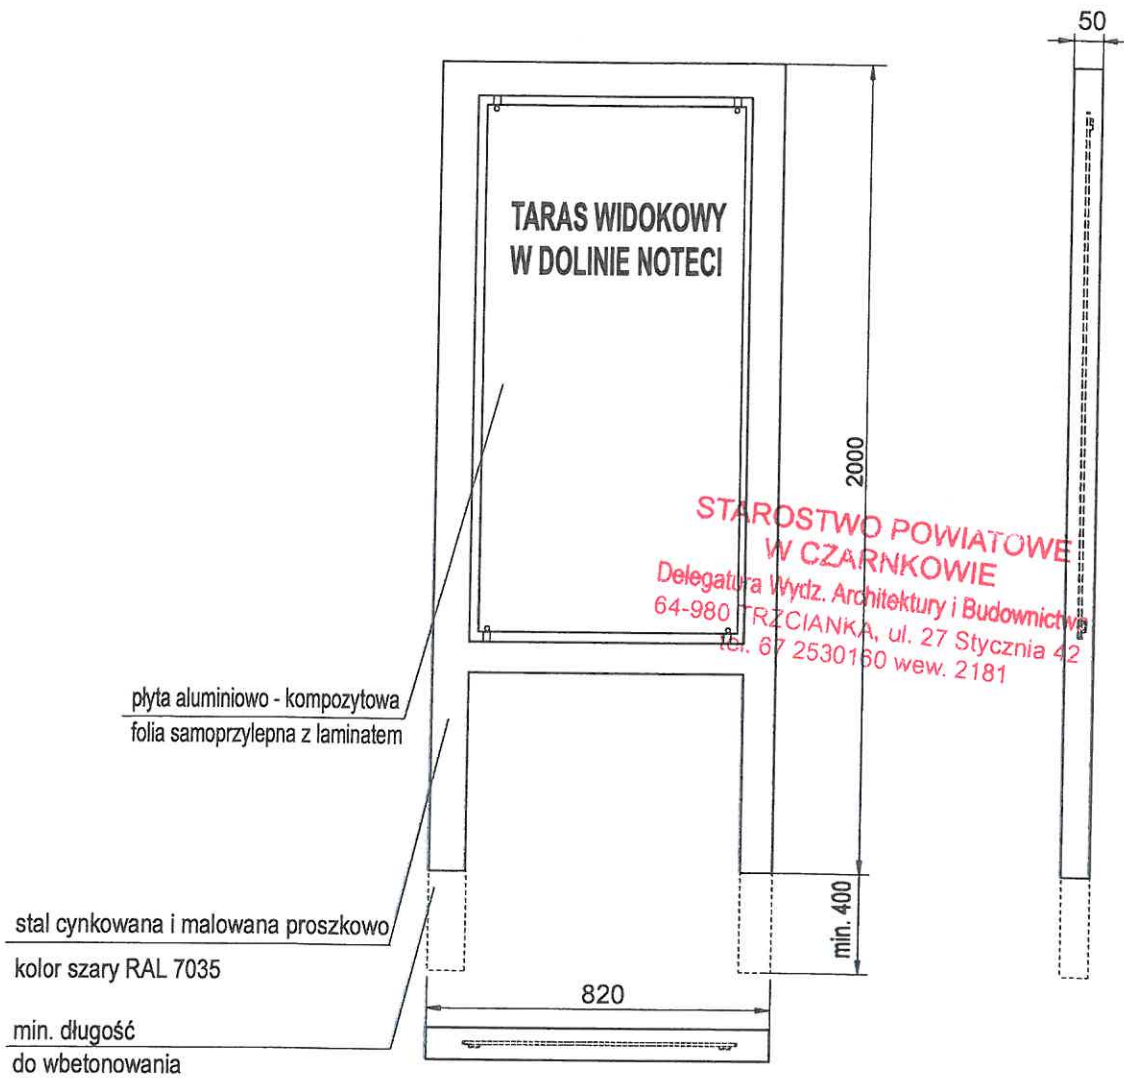 50
TARAS WIDOKOWY
W DOLINIE NOTECI
2000
STAROSTWO POWIATOWE
W CZARNKOWIE
Delegatura Wydz. Architektury i Budownictwa
64-980 TRZCIANKA, ul. 27 Stycznia 42
tel. 67 2530160 wew. 2181
płyta aluminiowo - kompozytowa
folia samoprzylepna z laminatem
stal cynkowana i malowana proszkowo
kolor szary RAL 7035
min. 400
min. długość
do wbetonowania
820